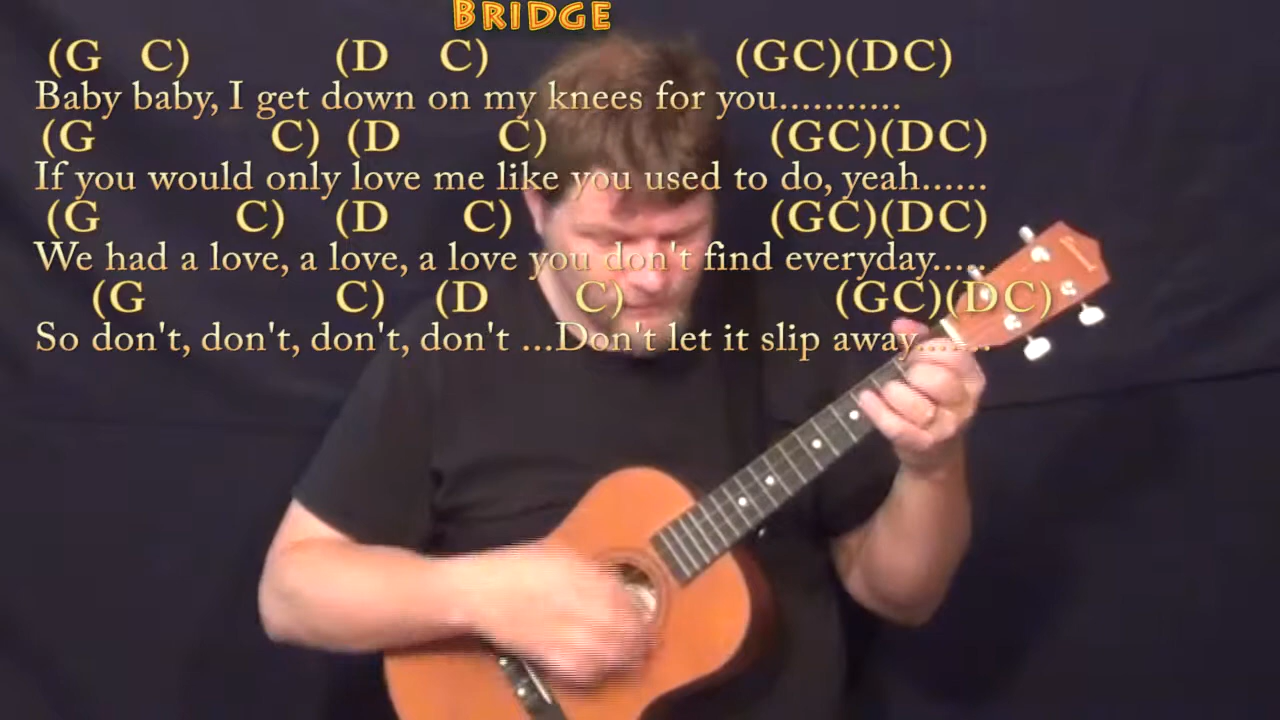 BRIDGE
(G C) (D C) (GC)(DC)
Baby baby, I get down on my knees for you...........
(G C) (D C) (GC)(DC)
If you would only love me like you used to do, yeah......
(G C) (D C) (GC)(DC)
We had a love, a love, a love you don't find everyday.....
(G C) (D C) (GC)(DC)
So don't, don't, don't, don't ...Don't let it slip away.......